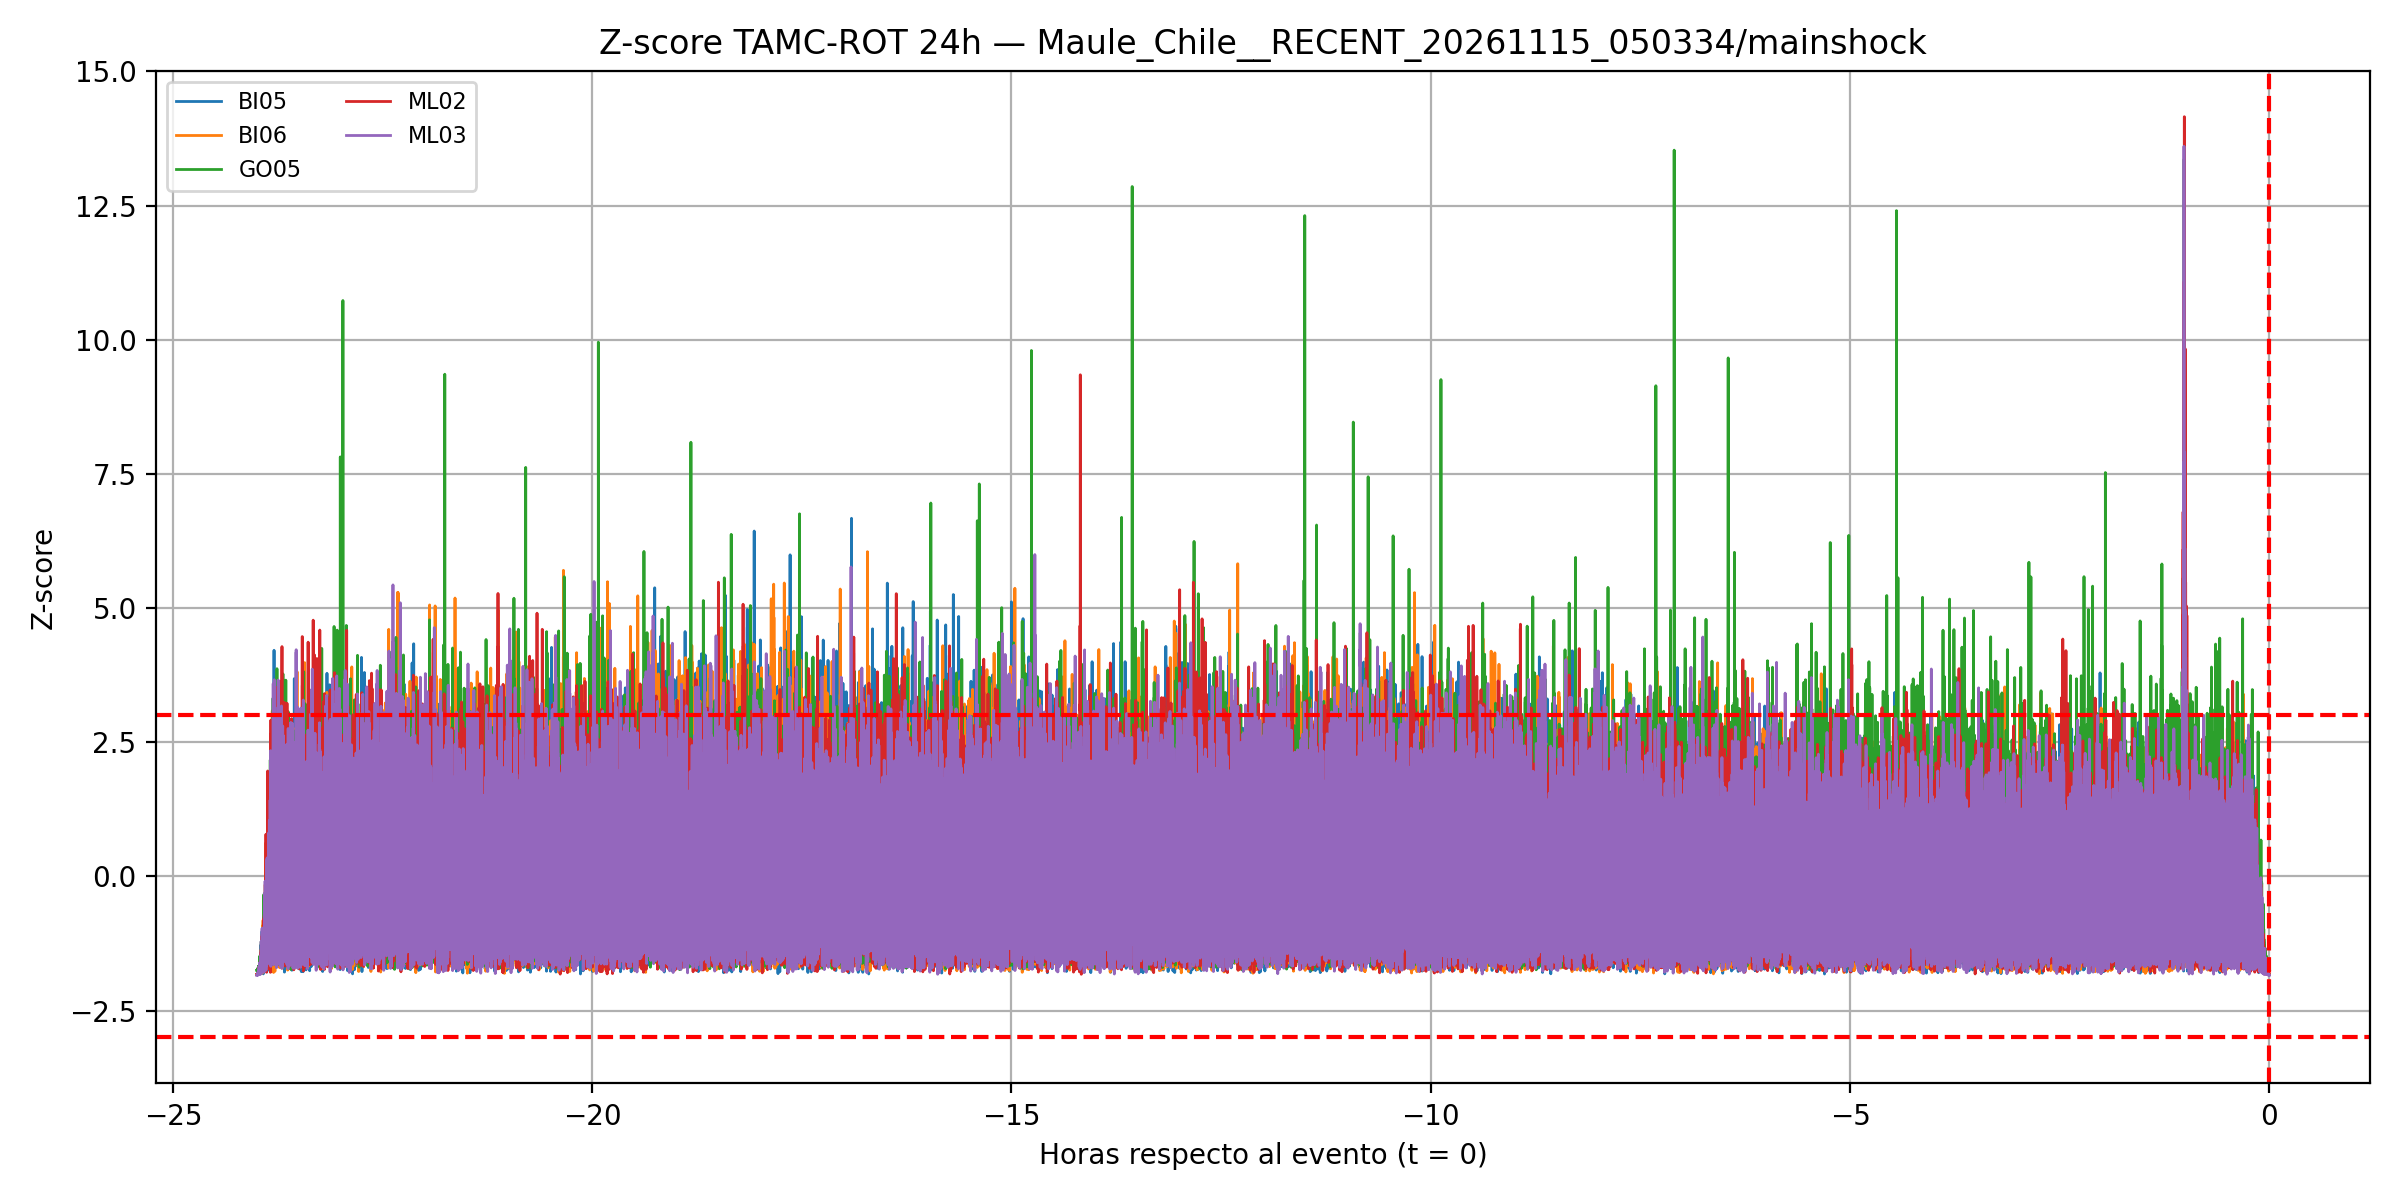 Z-score TAMC-ROT 24h — Maule_Chile__RECENT_20261115_050334/mainshock
15.0
12.5
10.0
7.5
5.0
2.5
0.0
−2.5
Z-score
BI05
BI06
GO05
ML02
ML03
−25
−20
−15
−10
−5
0
Horas respecto al evento (t = 0)